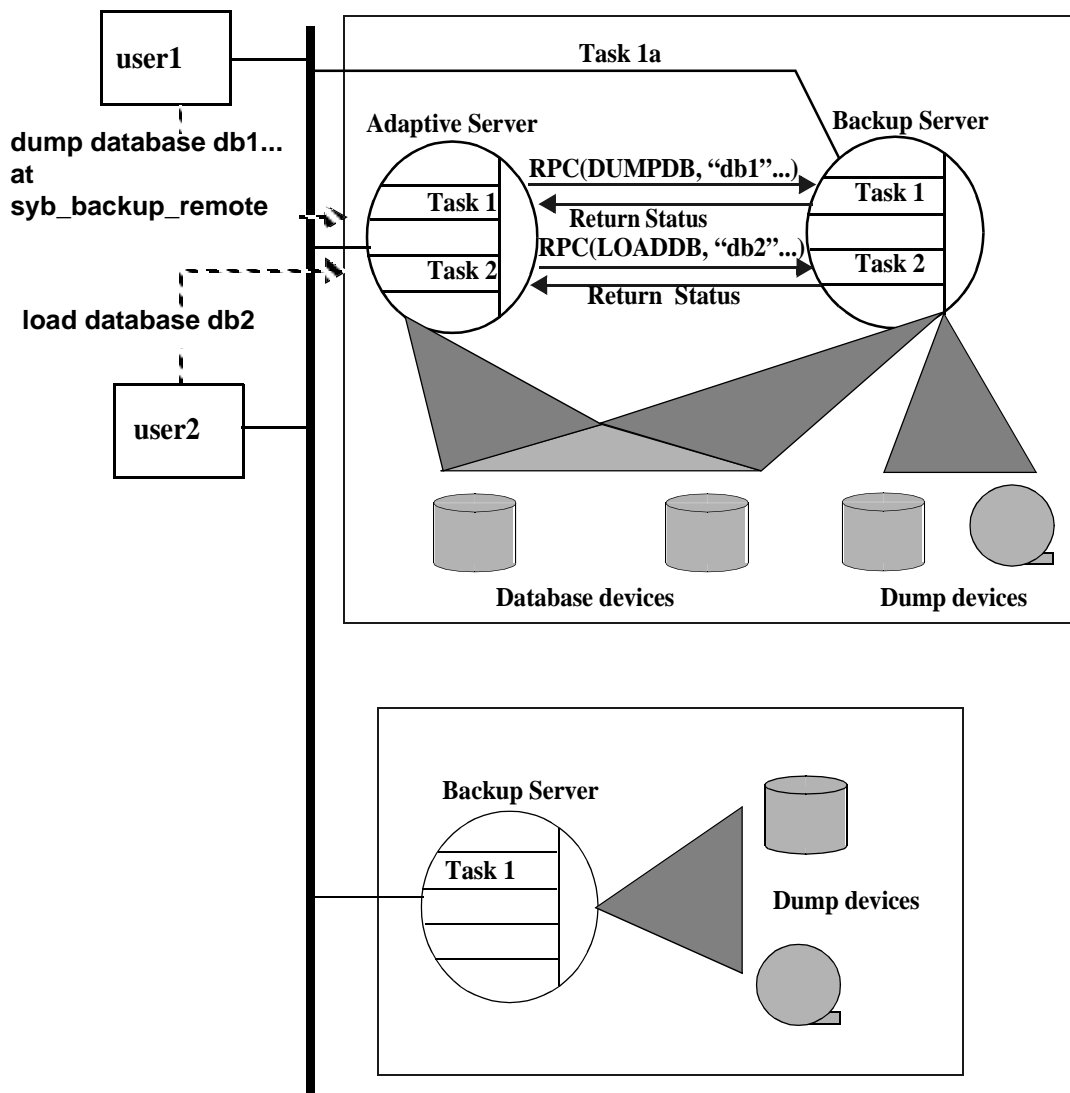 user1
Task 1a
dump database db1...
at
syb_backup_remote
Adaptive Server
Backup Server
RPC(DUMPDB, “db1”...)
Task 1
Task 1
Return Status
RPC(LOADDB, “db2”...)
Task 2
Task 2
Return Status
load database db2
user2
Database devices
Dump devices
Backup Server
Task 1
Dump devices